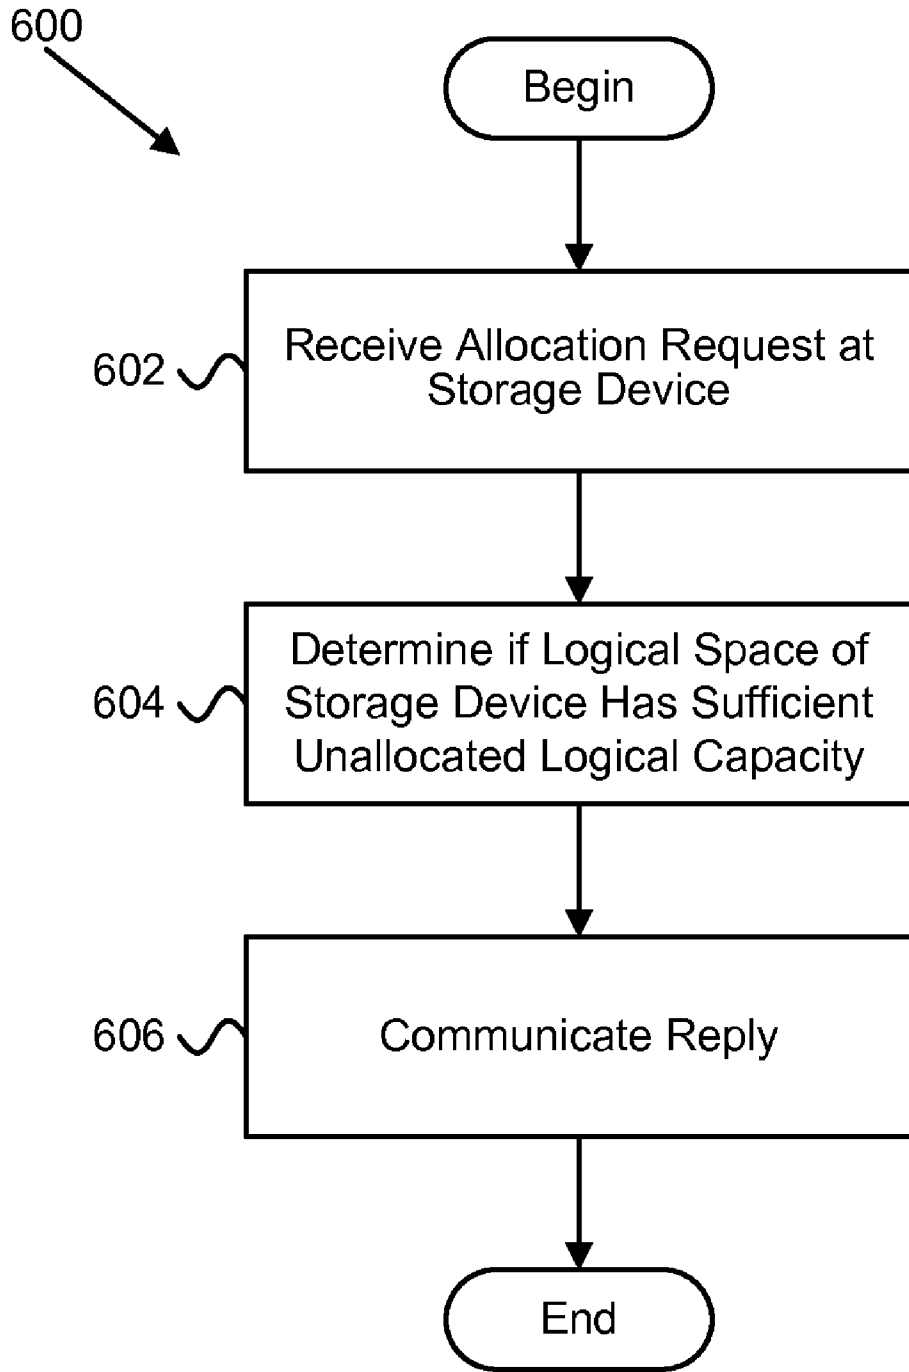 600
Begin
602
Receive Allocation Request at
Storage Device
604
Determine if Logical Space of
Storage Device Has Sufficient
Unallocated Logical Capacity
606
Communicate Reply
End